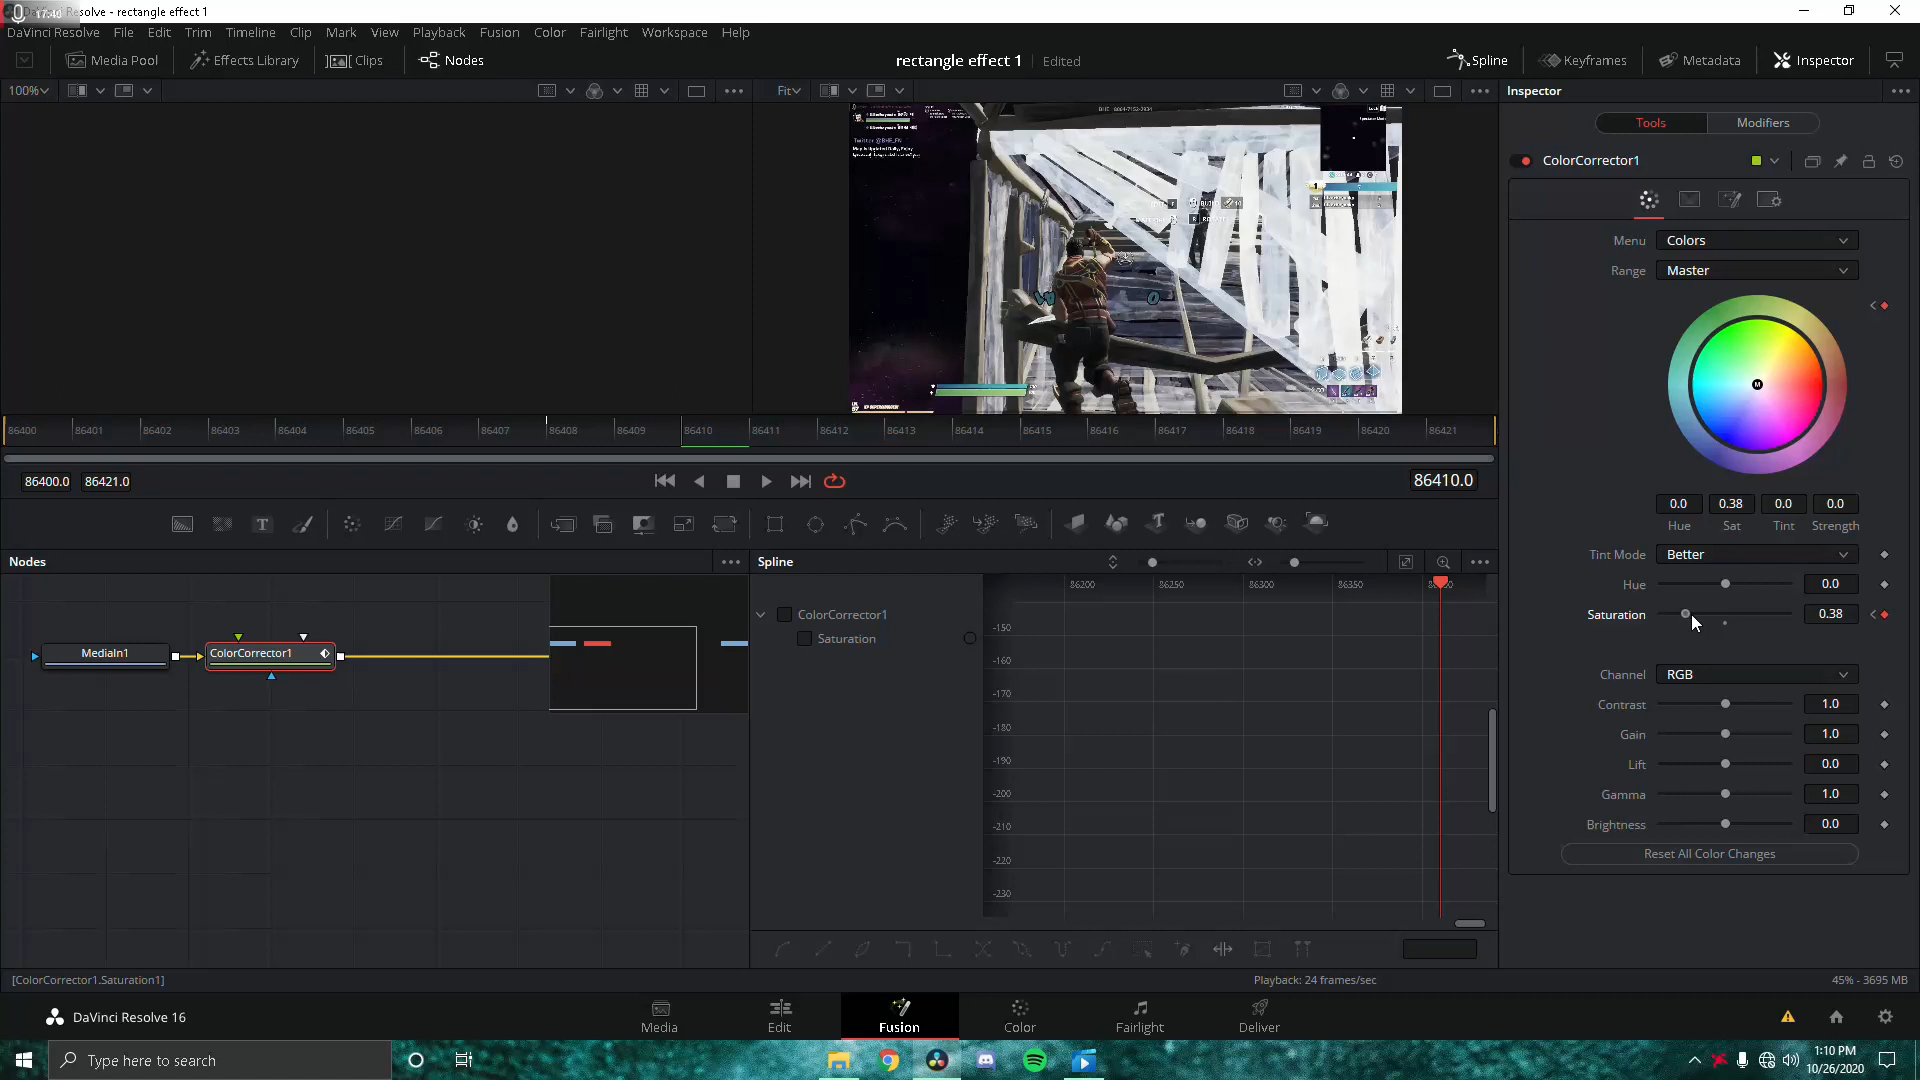 17:40
Resolve - rectangle effect 1
DaVinci Resolve File Edit Trim Timeline Clip Mark View Playback Fusion Color Fairlight Workspace Help
Media Pool Effects Library Clips Nodes rectangle effect 1 Edited Spline Keyframes Metadata Inspector
100% Fit Inspector
Tools Modifiers
ColorCorrector1
Menu Colors
Range Master
86400 86401 86402 86403 86404 86405 86406 86407 86408 86409 86410 86411 86412 86413 86414 86415 86416 86417 86418 86419 86420 86421
86400.0 86421.0 86410.0
0.0 0.38 0.0 0.0
Hue Sat Tint Strength
Tint Mode Better
Hue 0.0
Saturation 0.38
Channel RGB
Contrast 1.0
Gain 1.0
Lift 0.0
Gamma 1.0
Brightness 0.0
Reset All Color Changes
Nodes Spline
86200 86250 86300 86350
MediaIn1 ColorCorrector1
ColorCorrector1
Saturation
-150
-160
-170
-180
-190
-200
-210
-220
-230
[ColorCorrector1.Saturation1] Playback: 24 frames/sec 45% - 3695 MB
DaVinci Resolve 16 Media Edit Fusion Color Fairlight Deliver
Type here to search 1:10 PM
10/26/2020